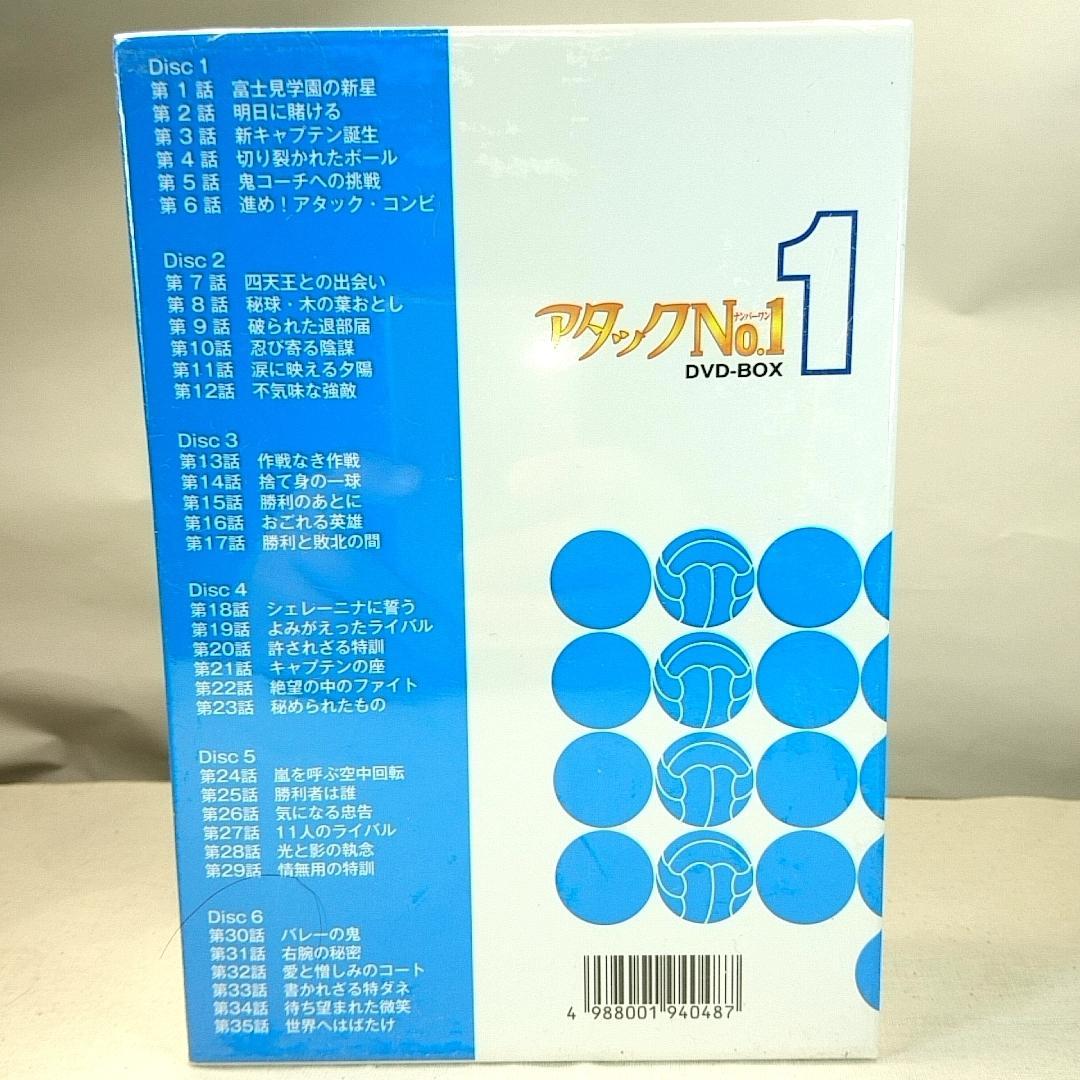 Disc 1
第 1 話 富士見学園の新星
第 2 話 明日に賭ける
第 3 話 新キャプテン誕生
第 4 話 切り裂かれたボール
第 5 話 鬼コーチへの挑戦
第 6 話 進め！アタック・コンビ
Disc 2
第 7 話 四天王との出会い
第 8 話 秘球・木の葉おとし
第 9 話 破られた退部届
第10話 忍び寄る陰謀
第11話 涙に映える夕陽
第12話 不気味な強敵
Disc 3
第13話 作戦なき作戦
第14話 捨て身の一球
第15話 勝利のあとに
第16話 おごれる英雄
第17話 勝利と敗北の間
Disc 4
第18話 シェレーニナに誓う
第19話 よみがえったライバル
第20話 許されざる特訓
第21話 キャプテンの座
第22話 絶望の中のファイト
第23話 秘められたもの
Disc 5
第24話 嵐を呼ぶ空中回転
第25話 勝利者は誰
第26話 気になる忠告
第27話 11人のライバル
第28話 光と影の執念
第29話 情無用の特訓
Disc 6
第30話 バレーの鬼
第31話 右腕の秘密
第32話 愛と憎しみのコート
第33話 書かれざる特ダネ
第34話 待ち望まれた微笑
第35話 世界へはばたけ
ナンバーワン
アタックNo.1
DVD-BOX
1
4 988001 940487